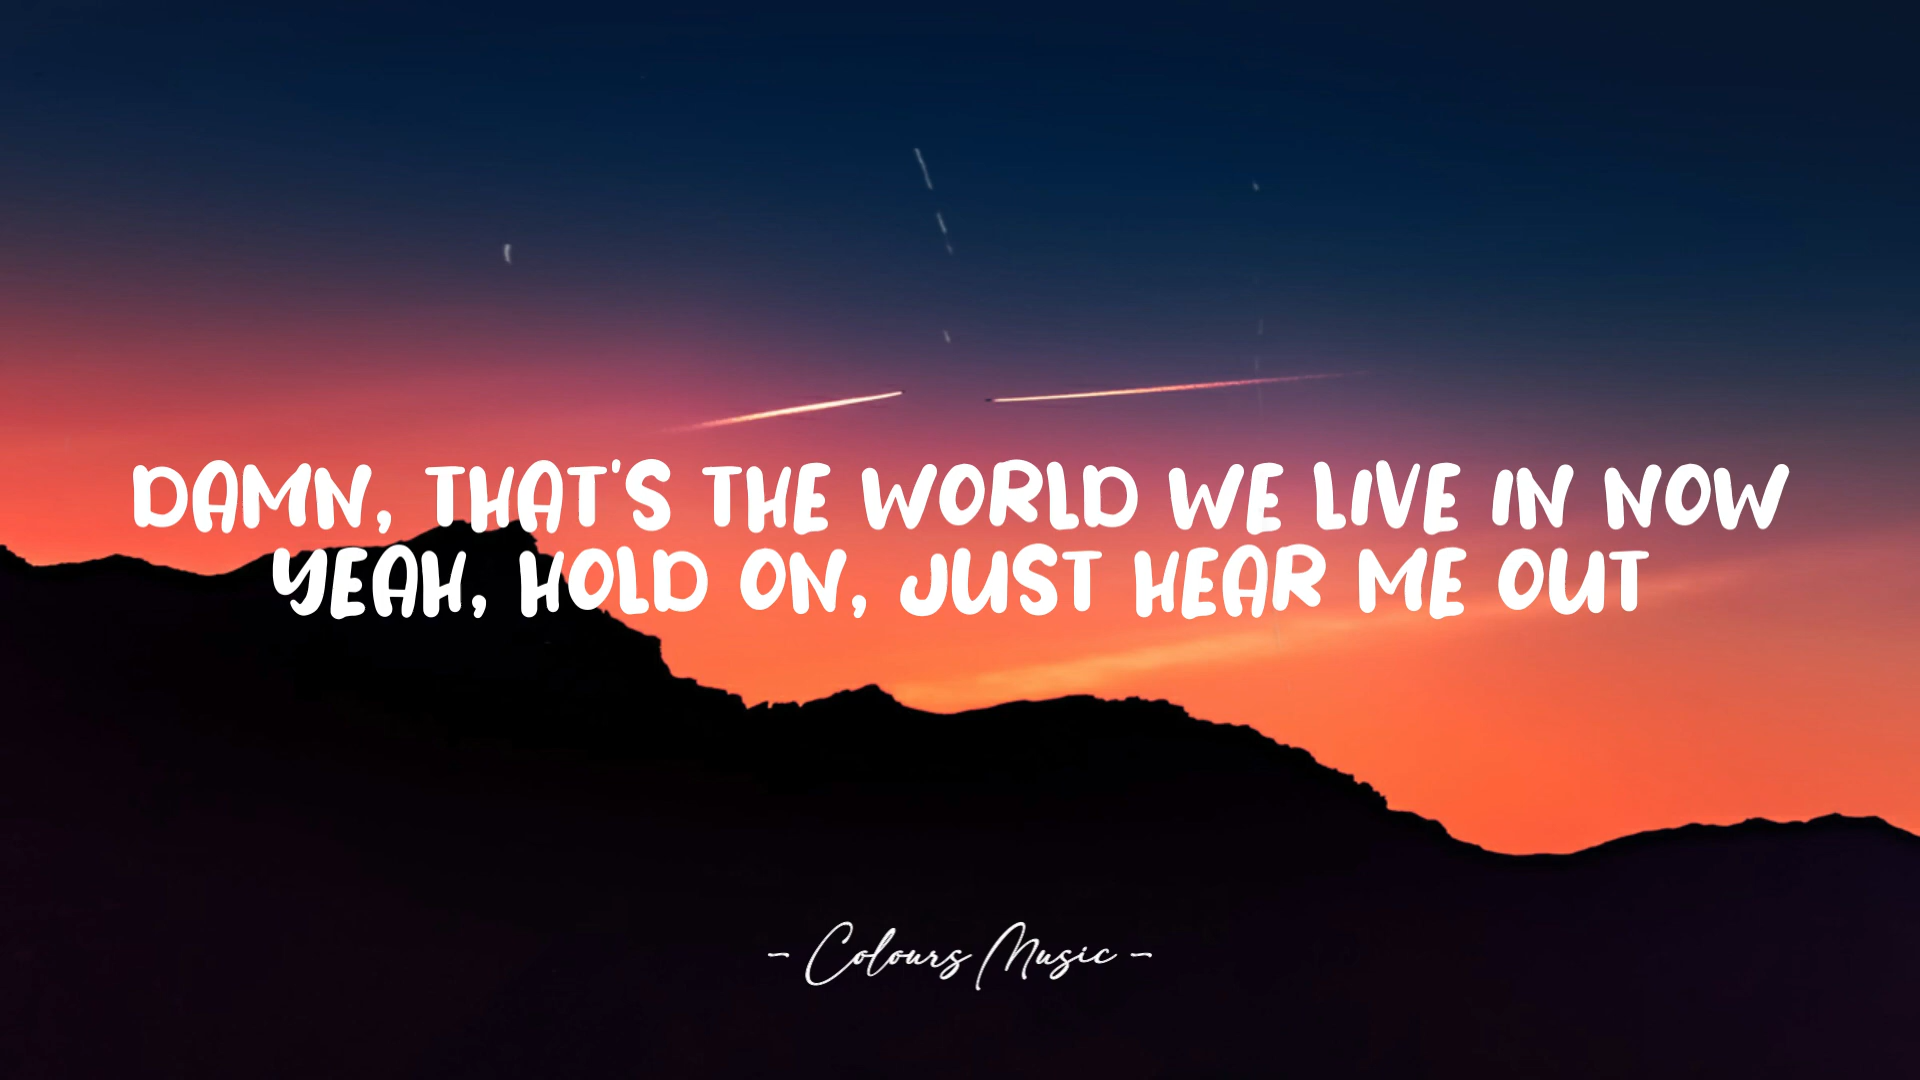 DAMN, THAT'S THE WORLD WE LIVE IN NOW
YEAH, HOLD ON, JUST HEAR ME OUT
- Colours Music -